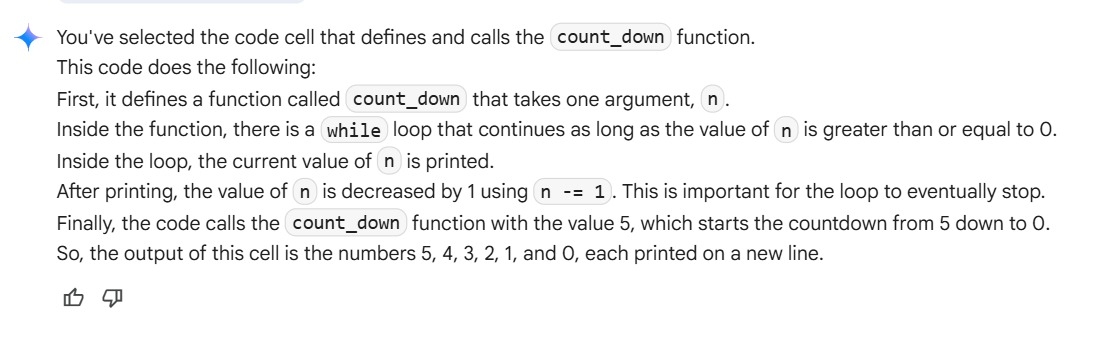 You've selected the code cell that defines and calls the count_down function.
This code does the following:
First, it defines a function called count_down that takes one argument, n.
Inside the function, there is a while loop that continues as long as the value of n is greater than or equal to 0.
Inside the loop, the current value of n is printed.
After printing, the value of n is decreased by 1 using n -= 1. This is important for the loop to eventually stop.
Finally, the code calls the count_down function with the value 5, which starts the countdown from 5 down to 0.
So, the output of this cell is the numbers 5, 4, 3, 2, 1, and 0, each printed on a new line.